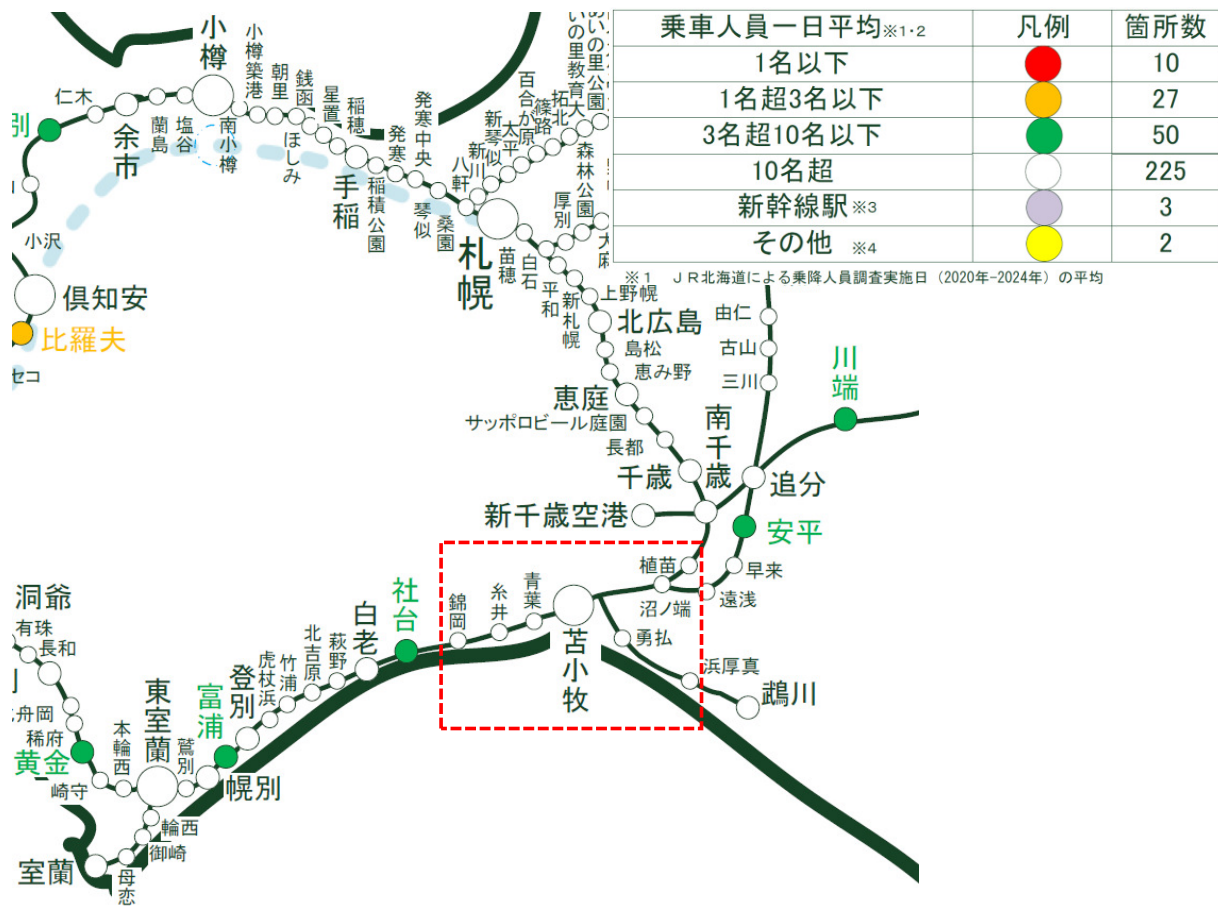 乗車人員一日平均※1・2
凡例
箇所数
1名以下
10
1名超3名以下
27
3名超10名以下
50
10名超
225
新幹線駅 ※3
3
その他 ※4
2
※1 JR北海道による乗降人員調査実施日（2020年-2024年）の平均
別
仁木
余市
蘭島
塩谷
小樽
南小樽
小樽築港
朝里
銭函
ほしみ
星置
稲穂
手稲
稲積公園
発寒
発寒中央
琴似
桑園
八軒
新川
新琴似
太平
百合が原
篠路
拓北
あいの里教育大
あいの里公園
札幌
苗穂
白石
厚別
森林公園
大麻
平和
新札幌
上野幌
北広島
島松
恵み野
恵庭
サッポロビール庭園
長都
千歳
南千歳
新千歳空港
小沢
倶知安
比羅夫
セコ
由仁
古山
三川
川端
追分
安平
早来
遠浅
植苗
沼ノ端
勇払
浜厚真
鵡川
苫小牧
青葉
糸井
錦岡
社台
白老
萩野
北吉原
竹浦
虎杖浜
登別
富浦
幌別
鷲別
東室蘭
本輪西
崎守
黄金
稀府
舟岡
長和
有珠
洞爺
輪西
御崎
母恋
室蘭